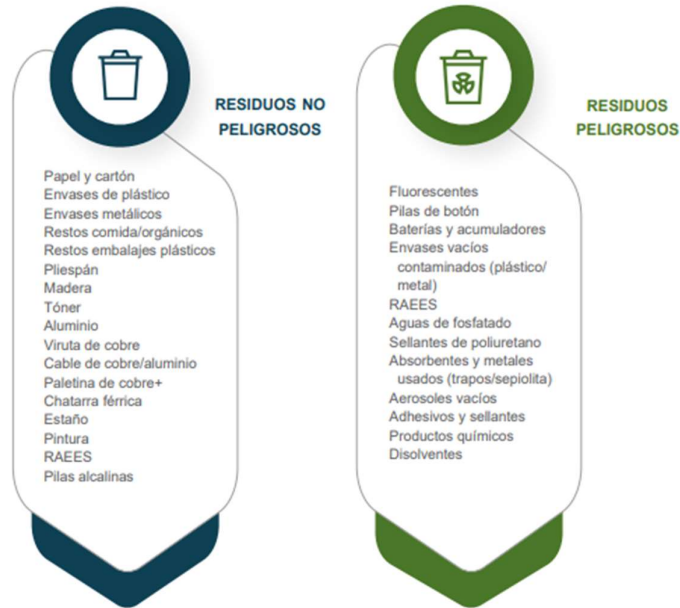 RESIDUOS NO
PELIGROSOS
Papel y cartón
Envases de plástico
Envases metálicos
Restos comida/orgánicos
Restos embalajes plásticos
Pliespán
Madera
Tóner
Aluminio
Viruta de cobre
Cable de cobre/aluminio
Paletina de cobre+
Chatarra férrica
Estaño
Pintura
RAEES
Pilas alcalinas
RESIDUOS
PELIGROSOS
Fluorescentes
Pilas de botón
Baterías y acumuladores
Envases vacíos
contaminados (plástico/
metal)
RAEES
Aguas de fosfatado
Sellantes de poliuretano
Absorbentes y metales
usados (trapos/sepiolita)
Aerosoles vacíos
Adhesivos y sellantes
Productos químicos
Disolventes